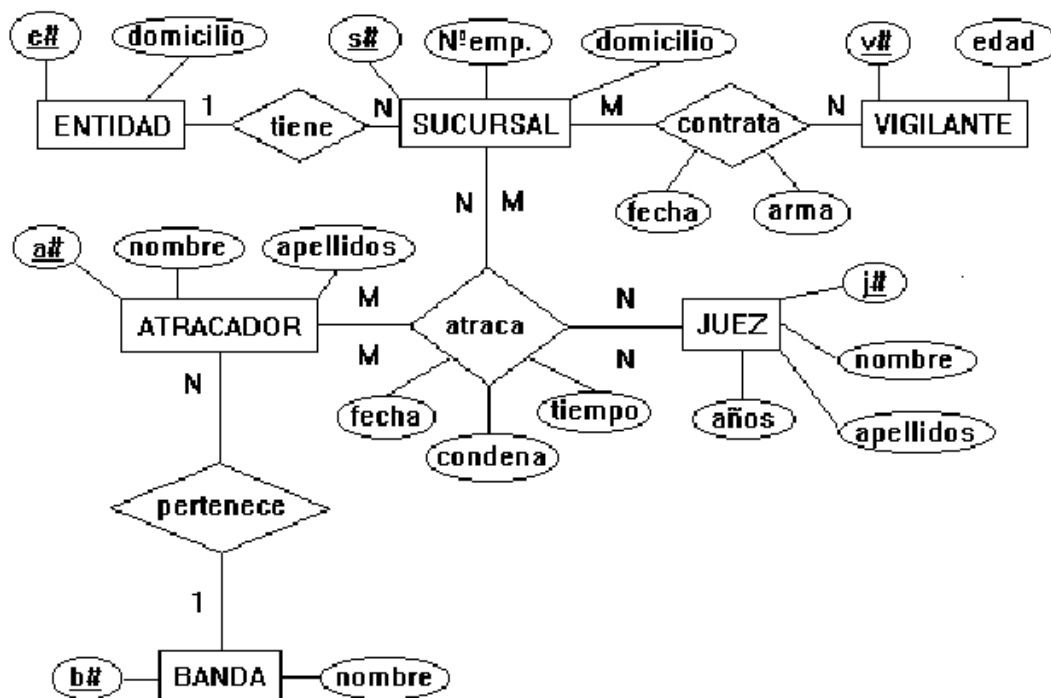 e# domicilio s# Nºemp. domicilio v# edad
1 N M N
ENTIDAD tiene SUCURSAL contrata VIGILANTE
N M fecha arma
a# nombre apellidos
j#
M N
ATRACADOR atraca JUEZ
M N
nombre
N fecha tiempo años
condena apellidos
pertenece
1
b# BANDA nombre